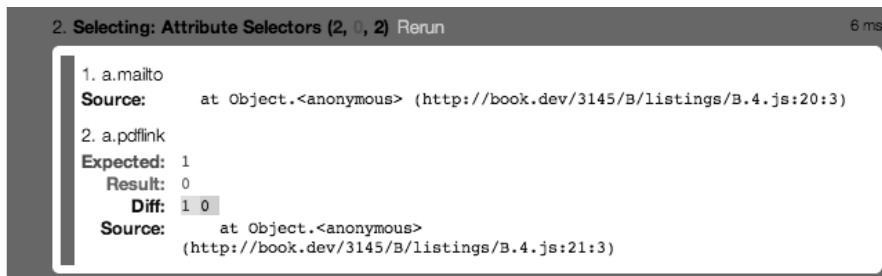 2. Selecting: Attribute Selectors (2, 0, 2) Rerun 6 ms
1. a.mailto
Source: at Object.<anonymous> (http://book.dev/3145/B/listings/B.4.js:20:3)
2. a.pdflink
Expected: 1
Result: 0
Diff: 1 0
Source: at Object.<anonymous>
(http://book.dev/3145/B/listings/B.4.js:21:3)